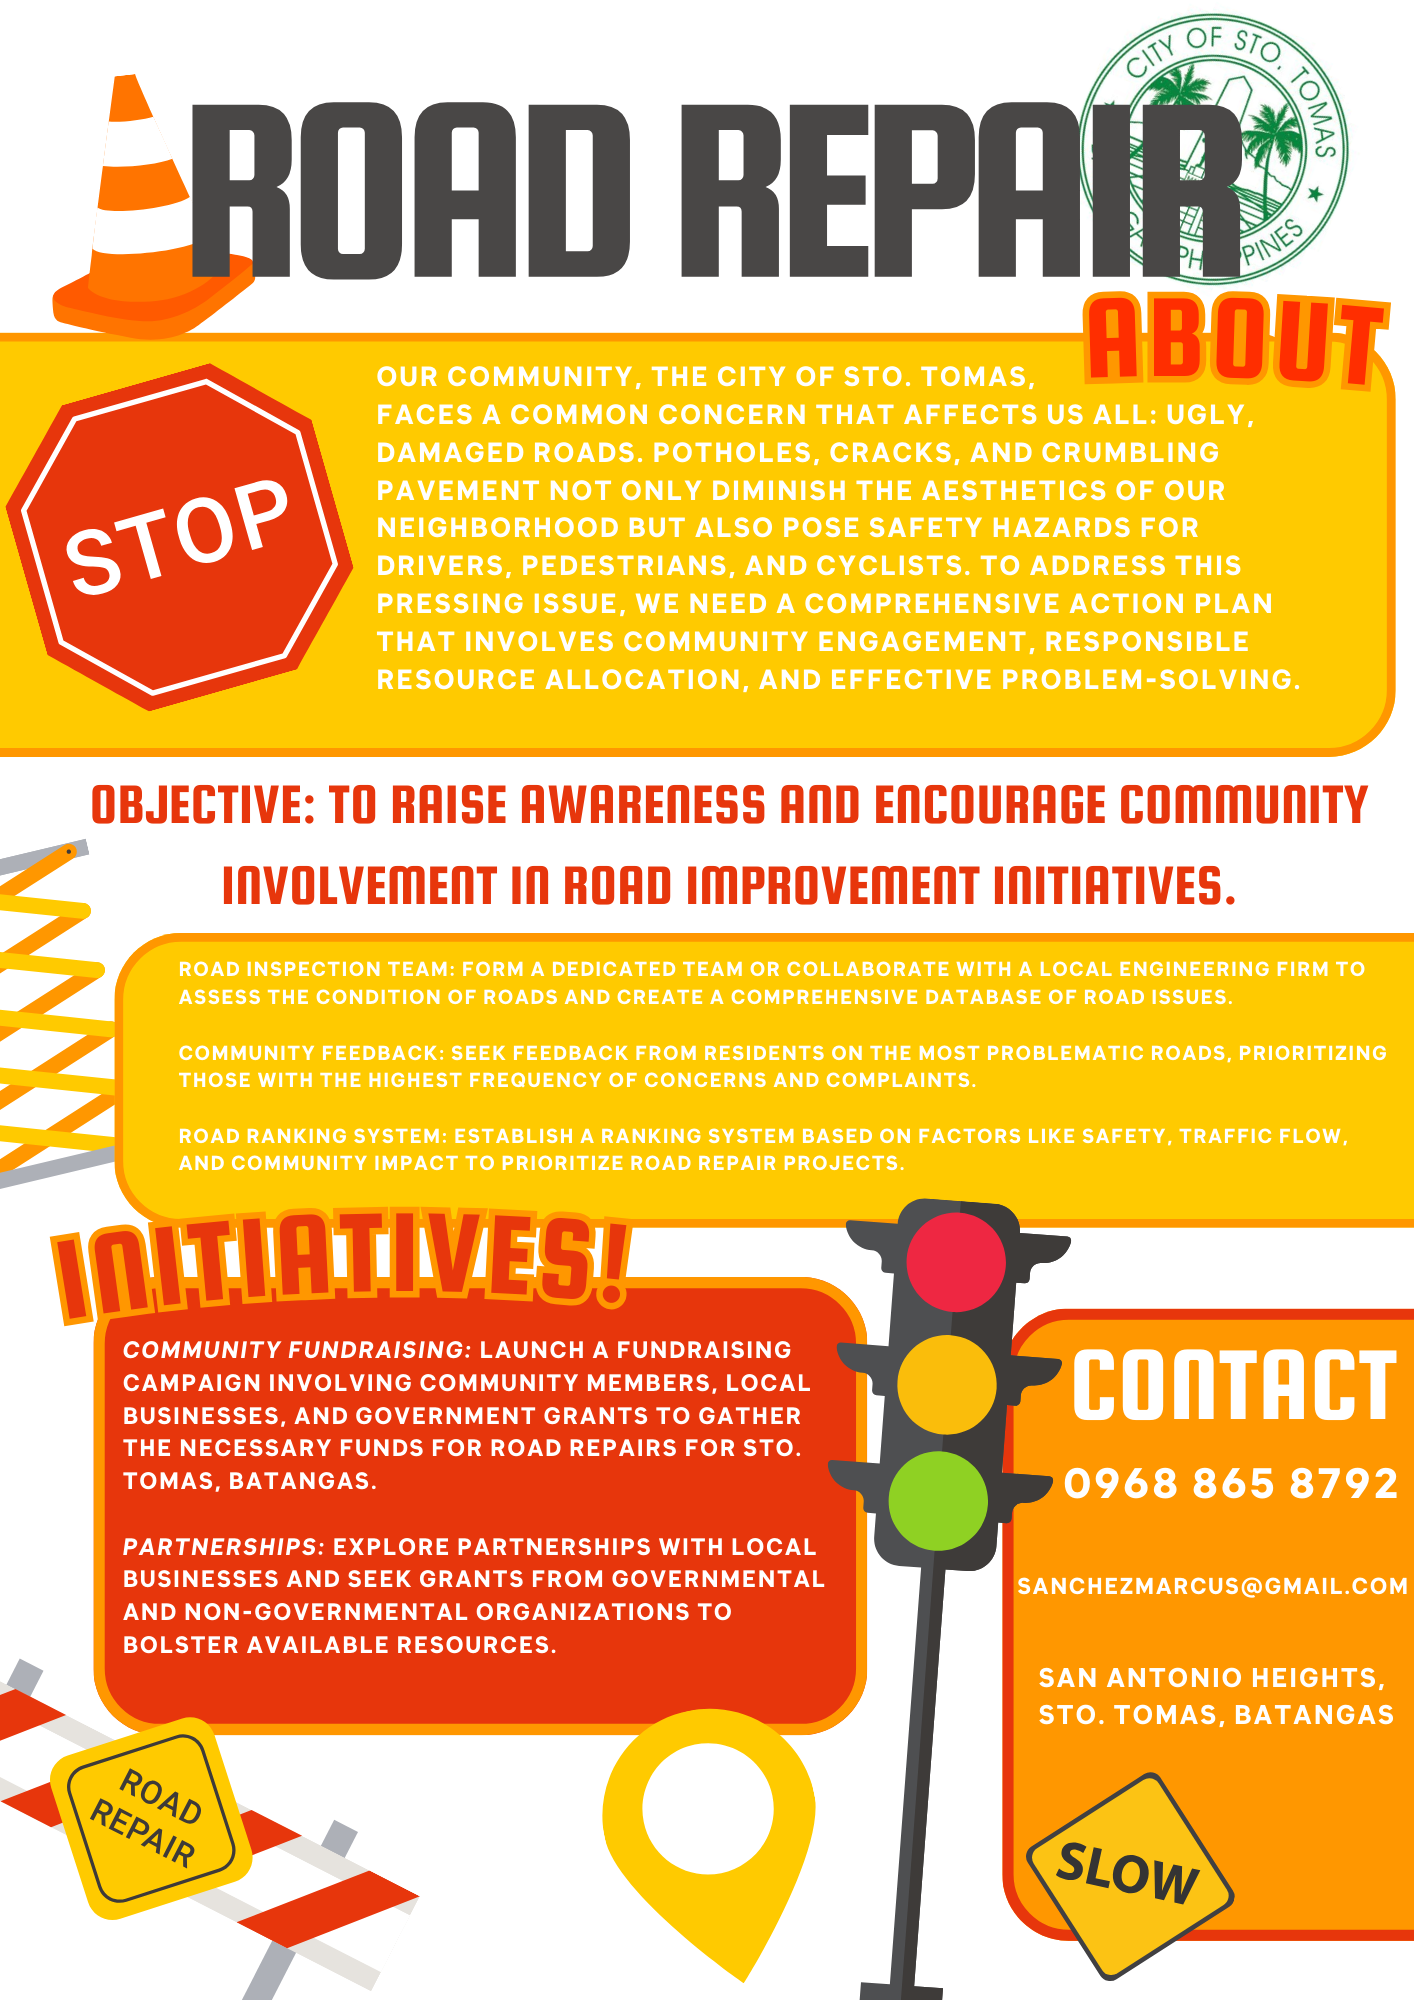 CITY OF STO. TOMAS
PHILIPPINES
ROAD REPAIR
ABOUT
STOP
OUR COMMUNITY, THE CITY OF STO. TOMAS,
FACES A COMMON CONCERN THAT AFFECTS US ALL: UGLY,
DAMAGED ROADS. POTHOLES, CRACKS, AND CRUMBLING
PAVEMENT NOT ONLY DIMINISH THE AESTHETICS OF OUR
NEIGHBORHOOD BUT ALSO POSE SAFETY HAZARDS FOR
DRIVERS, PEDESTRIANS, AND CYCLISTS. TO ADDRESS THIS
PRESSING ISSUE, WE NEED A COMPREHENSIVE ACTION PLAN
THAT INVOLVES COMMUNITY ENGAGEMENT, RESPONSIBLE
RESOURCE ALLOCATION, AND EFFECTIVE PROBLEM-SOLVING.
OBJECTIVE: TO RAISE AWARENESS AND ENCOURAGE COMMUNITY
INVOLVEMENT IN ROAD IMPROVEMENT INITIATIVES.
ROAD INSPECTION TEAM: FORM A DEDICATED TEAM OR COLLABORATE WITH A LOCAL ENGINEERING FIRM TO
ASSESS THE CONDITION OF ROADS AND CREATE A COMPREHENSIVE DATABASE OF ROAD ISSUES.
COMMUNITY FEEDBACK: SEEK FEEDBACK FROM RESIDENTS ON THE MOST PROBLEMATIC ROADS, PRIORITIZING
THOSE WITH THE HIGHEST FREQUENCY OF CONCERNS AND COMPLAINTS.
ROAD RANKING SYSTEM: ESTABLISH A RANKING SYSTEM BASED ON FACTORS LIKE SAFETY, TRAFFIC FLOW,
AND COMMUNITY IMPACT TO PRIORITIZE ROAD REPAIR PROJECTS.
INITIATIVES!
COMMUNITY FUNDRAISING: LAUNCH A FUNDRAISING
CAMPAIGN INVOLVING COMMUNITY MEMBERS, LOCAL
BUSINESSES, AND GOVERNMENT GRANTS TO GATHER
THE NECESSARY FUNDS FOR ROAD REPAIRS FOR STO.
TOMAS, BATANGAS.
PARTNERSHIPS: EXPLORE PARTNERSHIPS WITH LOCAL
BUSINESSES AND SEEK GRANTS FROM GOVERNMENTAL
AND NON-GOVERNMENTAL ORGANIZATIONS TO
BOLSTER AVAILABLE RESOURCES.
CONTACT
0968 865 8792
SANCHEZMARCUS@GMAIL.COM
SAN ANTONIO HEIGHTS,
STO. TOMAS, BATANGAS
ROAD
REPAIR
SLOW